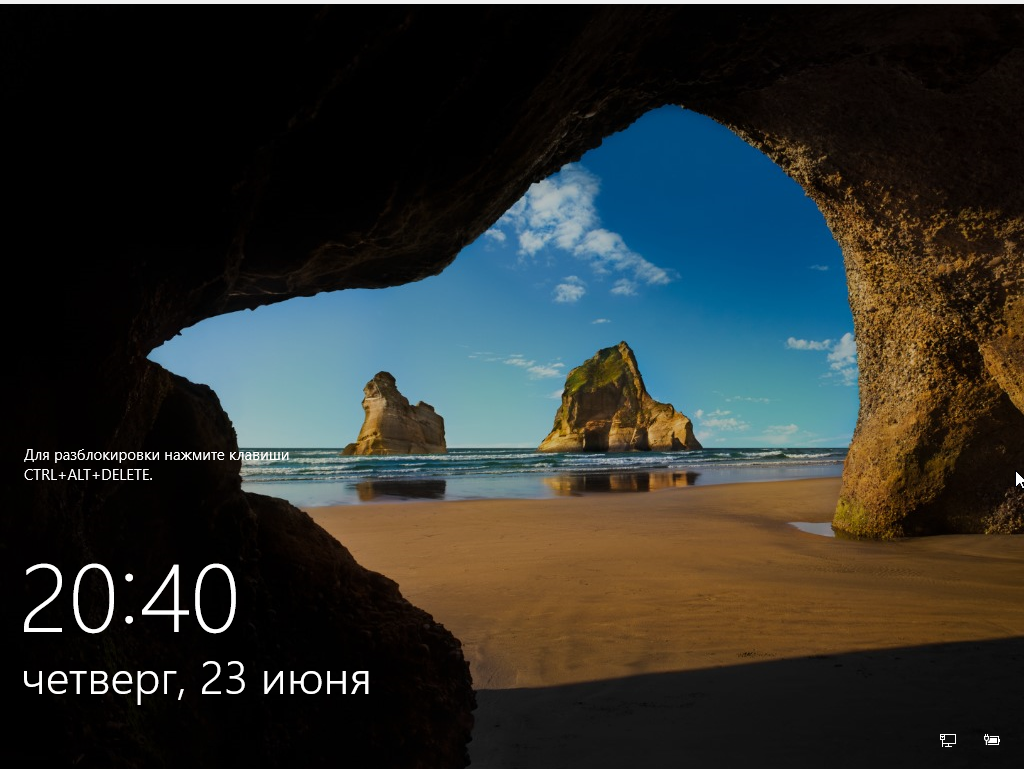 Для разблокировки нажмите клавиши
CTRL+ALT+DELETE.
20:40
четверг, 23 июня